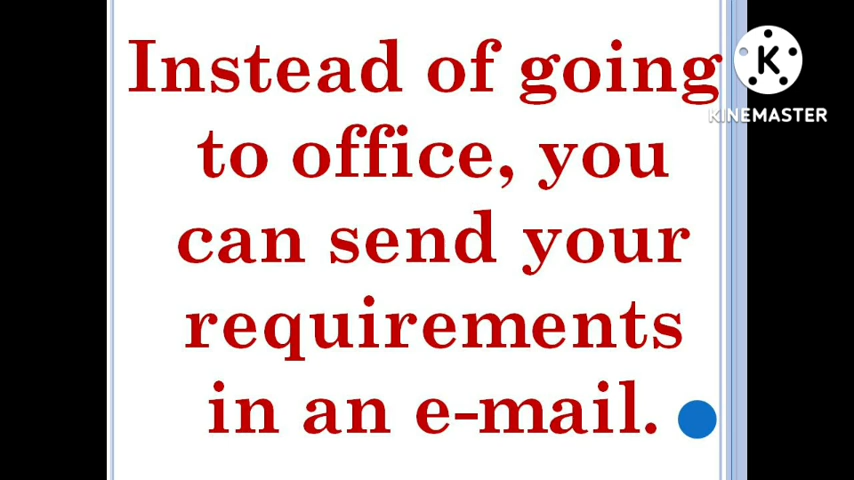 Instead of going
to office, you
can send your
requirements
in an e-mail.
K
KINEMASTER